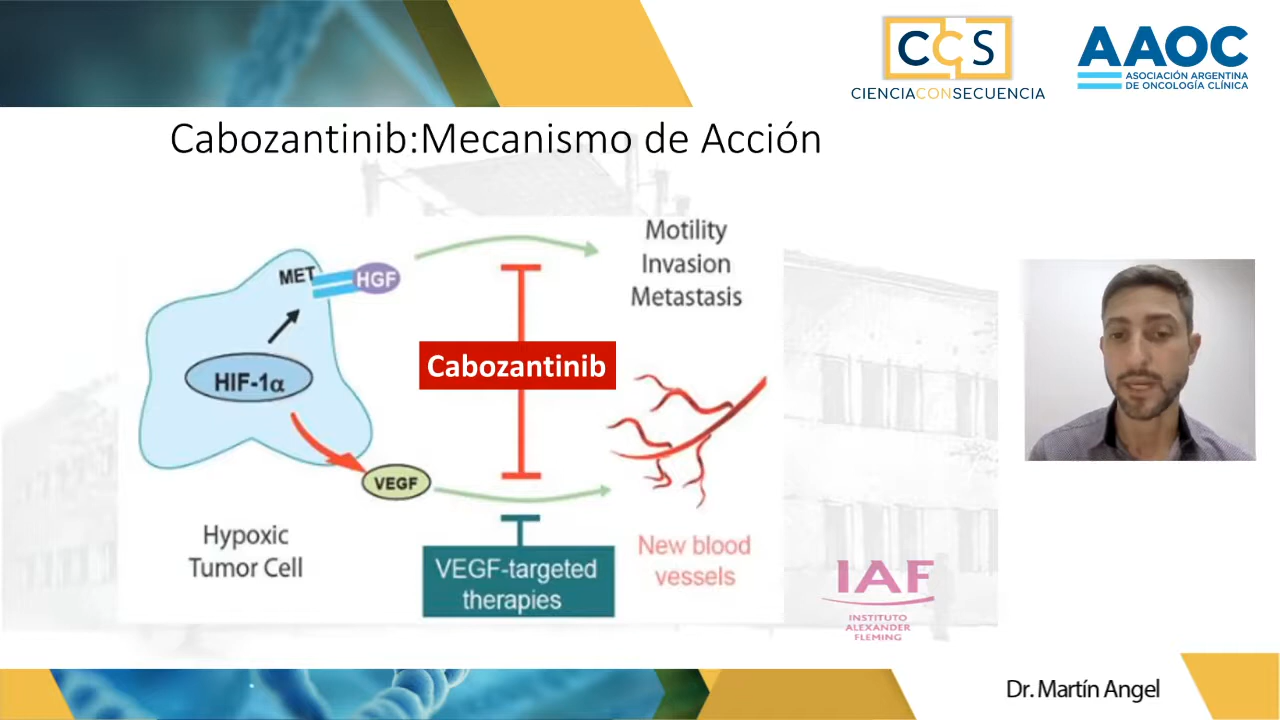 CCS
CIENCIACONSECUENCIA
AAOC
ASOCIACIÓN ARGENTINA
DE ONCOLOGÍA CLÍNICA
Cabozantinib:Mecanismo de Acción
MET
HGF
HIF-1α
VEGF
Hypoxic
Tumor Cell
Motility
Invasion
Metastasis
Cabozantinib
VEGF-targeted
therapies
New blood
vessels
IAF
INSTITUTO
ALEXANDER
FLEMING
Dr. Martín Angel